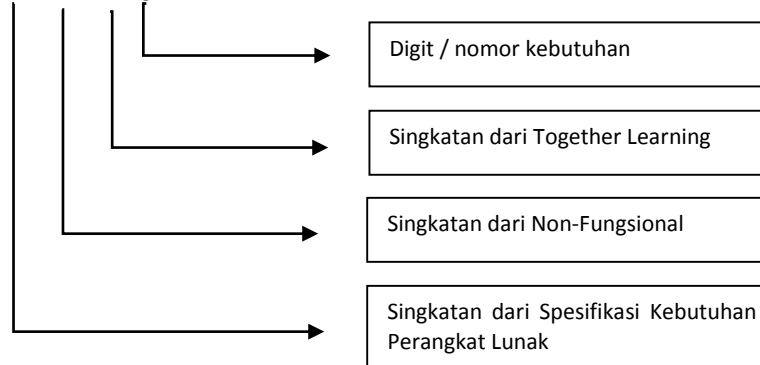 Digit / nomor kebutuhan
Singkatan dari Together Learning
Singkatan dari Non-Fungsional
Singkatan dari Spesifikasi Kebutuhan
Perangkat Lunak